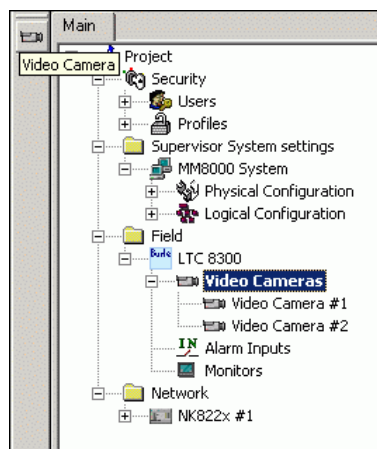 Main
Video Camera
Project
Security
Users
Profiles
Supervisor System settings
MM8000 System
Physical Configuration
Logical Configuration
Field
Burle LTC 8300
Video Cameras
Video Camera #1
Video Camera #2
IN Alarm Inputs
Monitors
Network
NK822x #1